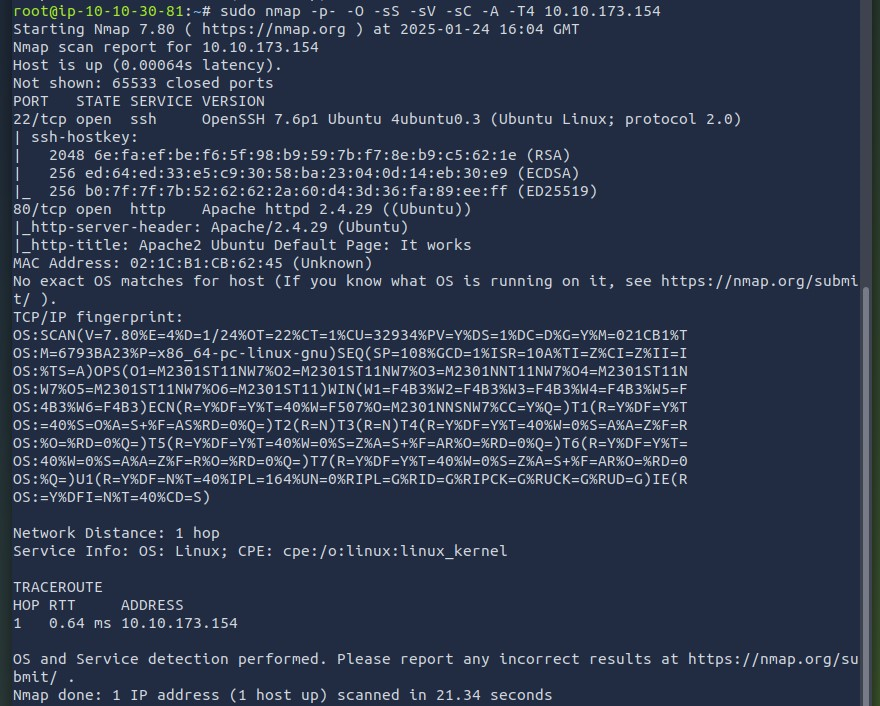 root@ip-10-10-30-81:~# sudo nmap -p- -O -sS -sV -sC -A -T4 10.10.173.154
Starting Nmap 7.80 ( https://nmap.org ) at 2025-01-24 16:04 GMT
Nmap scan report for 10.10.173.154
Host is up (0.00064s latency).
Not shown: 65533 closed ports
PORT   STATE SERVICE VERSION
22/tcp open  ssh     OpenSSH 7.6p1 Ubuntu 4ubuntu0.3 (Ubuntu Linux; protocol 2.0)
| ssh-hostkey:
|   2048 6e:fa:ef:be:f6:5f:98:b9:59:7b:f7:8e:b9:c5:62:1e (RSA)
|   256 ed:64:ed:33:e5:c9:30:58:ba:23:04:0d:14:eb:30:e9 (ECDSA)
|_  256 b0:7f:7f:7b:52:62:62:2a:60:d4:3d:36:fa:89:ee:ff (ED25519)
80/tcp open  http    Apache httpd 2.4.29 ((Ubuntu))
|_http-server-header: Apache/2.4.29 (Ubuntu)
|_http-title: Apache2 Ubuntu Default Page: It works
MAC Address: 02:1C:B1:CB:62:45 (Unknown)
No exact OS matches for host (If you know what OS is running on it, see https://nmap.org/submi
t/ ).
TCP/IP fingerprint:
OS:SCAN(V=7.80%E=4%D=1/24%OT=22%CT=1%CU=32934%PV=Y%DS=1%DC=D%G=Y%M=021CB1%T
OS:M=6793BA23%P=x86_64-pc-linux-gnu)SEQ(SP=108%GCD=1%ISR=10A%TI=Z%CI=Z%II=I
OS:%TS=A)OPS(O1=M2301ST11NW7%O2=M2301ST11NW7%O3=M2301NNT11NW7%O4=M2301ST11N
OS:W7%O5=M2301ST11NW7%O6=M2301ST11)WIN(W1=F4B3%W2=F4B3%W3=F4B3%W4=F4B3%W5=F
OS:4B3%W6=F4B3)ECN(R=Y%DF=Y%T=40%W=F507%O=M2301NNSNW7%CC=Y%Q=)T1(R=Y%DF=Y%T
OS:=40%S=O%A=S+%F=AS%RD=0%Q=)T2(R=N)T3(R=N)T4(R=Y%DF=Y%T=40%W=0%S=A%A=Z%F=R
OS:%O=%RD=0%Q=)T5(R=Y%DF=Y%T=40%W=0%S=Z%A=S+%F=AR%O=%RD=0%Q=)T6(R=Y%DF=Y%T=
OS:40%W=0%S=A%A=Z%F=R%O=%RD=0%Q=)T7(R=Y%DF=Y%T=40%W=0%S=Z%A=S+%F=AR%O=%RD=0
OS:%Q=)U1(R=Y%DF=N%T=40%IPL=164%UN=0%RIPL=G%RID=G%RIPCK=G%RUCK=G%RUD=G)IE(R
OS:=Y%DFI=N%T=40%CD=S)
Network Distance: 1 hop
Service Info: OS: Linux; CPE: cpe:/o:linux:linux_kernel
TRACEROUTE
HOP RTT     ADDRESS
1   0.64 ms 10.10.173.154
OS and Service detection performed. Please report any incorrect results at https://nmap.org/su
bmit/ .
Nmap done: 1 IP address (1 host up) scanned in 21.34 seconds